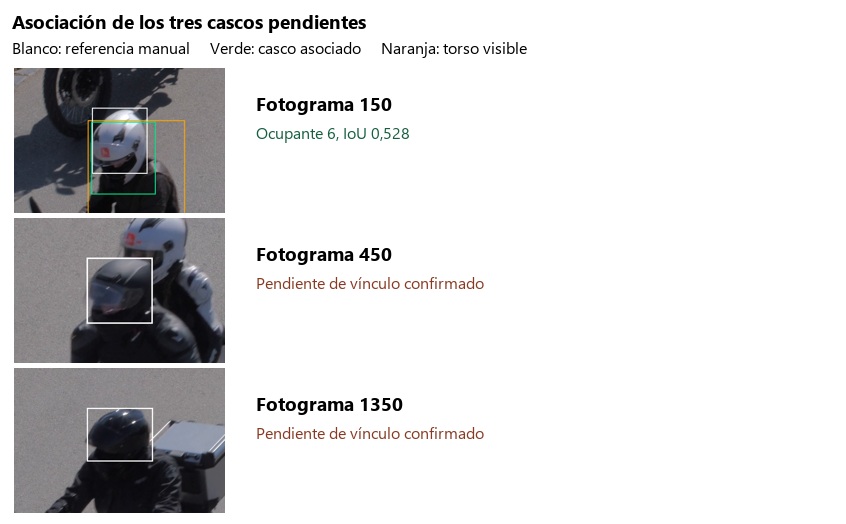 Asociación de los tres cascos pendientes
Blanco: referencia manual Verde: casco asociado Naranja: torso visible
Fotograma 150
Ocupante 6, IoU 0,528
Fotograma 450
Pendiente de vínculo confirmado
Fotograma 1350
Pendiente de vínculo confirmado